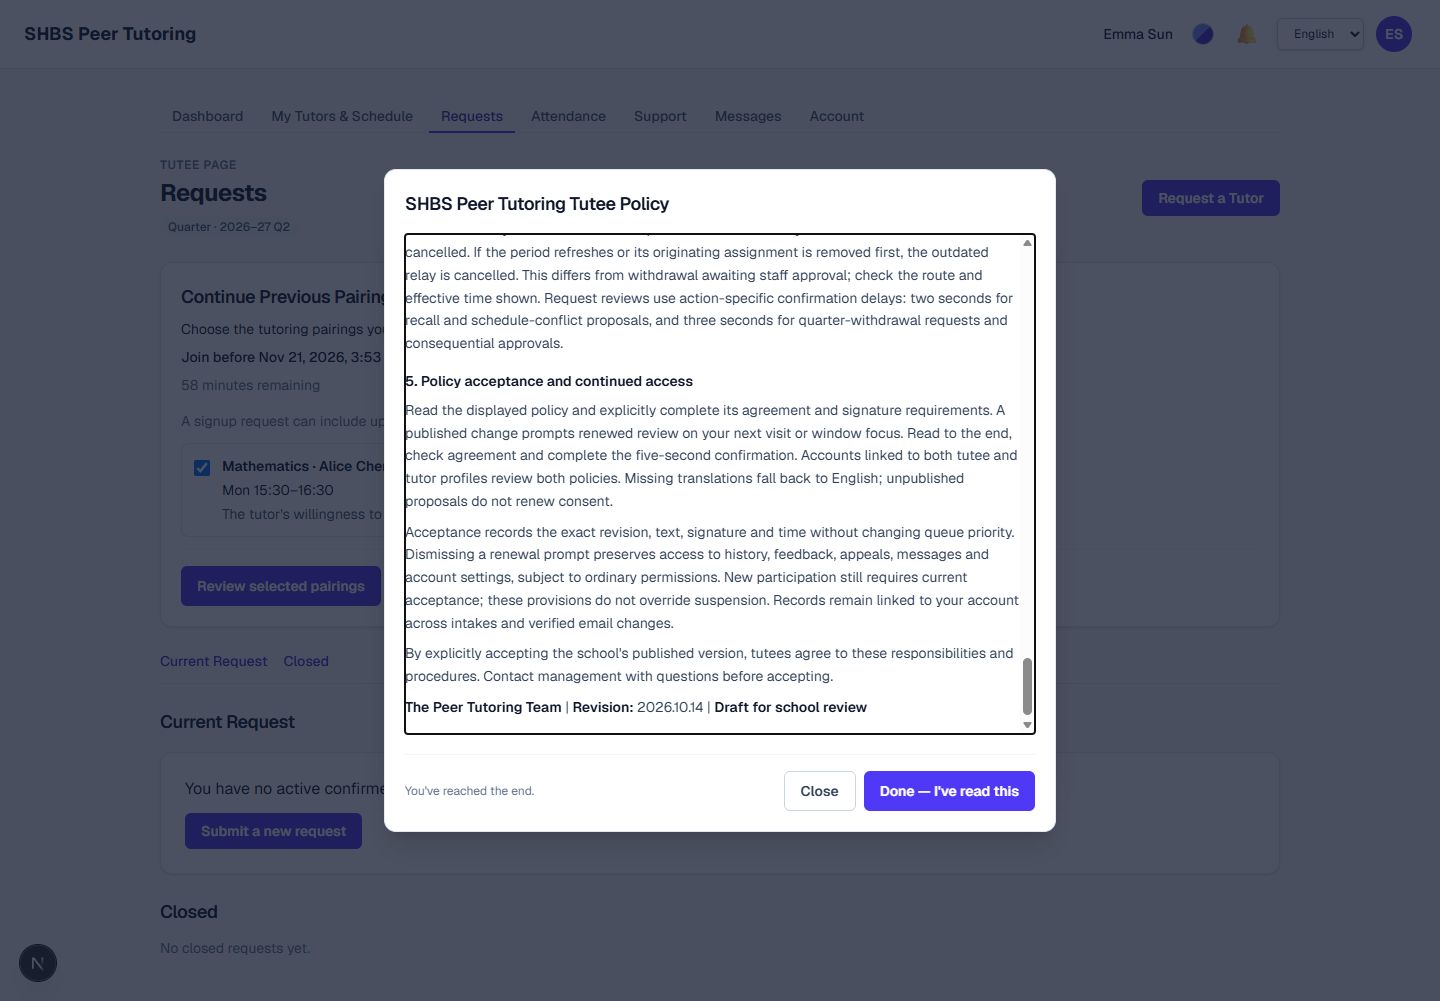 SHBS Peer Tutoring
Emma Sun
English
ES
Dashboard
My Tutors & Schedule
Requests
Attendance
Support
Messages
Account
TUTEE PAGE
Requests
Quarter · 2026–27 Q2
Request a Tutor
Continue Previous Pairing
Choose the tutoring pairings you
Join before Nov 21, 2026, 3:53
58 minutes remaining
A signup request can include up
Mathematics · Alice Chen
Mon 15:30–16:30
The tutor's willingness to
Review selected pairings
Current Request
Closed
Current Request
You have no active confirme
Submit a new request
Closed
No closed requests yet.
N
SHBS Peer Tutoring Tutee Policy
cancelled. If the period refreshes or its originating assignment is removed first, the outdated
relay is cancelled. This differs from withdrawal awaiting staff approval; check the route and
effective time shown. Request reviews use action-specific confirmation delays: two seconds for
recall and schedule-conflict proposals, and three seconds for quarter-withdrawal requests and
consequential approvals.
5. Policy acceptance and continued access
Read the displayed policy and explicitly complete its agreement and signature requirements. A
published change prompts renewed review on your next visit or window focus. Read to the end,
check agreement and complete the five-second confirmation. Accounts linked to both tutee and
tutor profiles review both policies. Missing translations fall back to English; unpublished
proposals do not renew consent.
Acceptance records the exact revision, text, signature and time without changing queue priority.
Dismissing a renewal prompt preserves access to history, feedback, appeals, messages and
account settings, subject to ordinary permissions. New participation still requires current
acceptance; these provisions do not override suspension. Records remain linked to your account
across intakes and verified email changes.
By explicitly accepting the school's published version, tutees agree to these responsibilities and
procedures. Contact management with questions before accepting.
The Peer Tutoring Team | Revision: 2026.10.14 | Draft for school review
You've reached the end.
Close
Done — I've read this